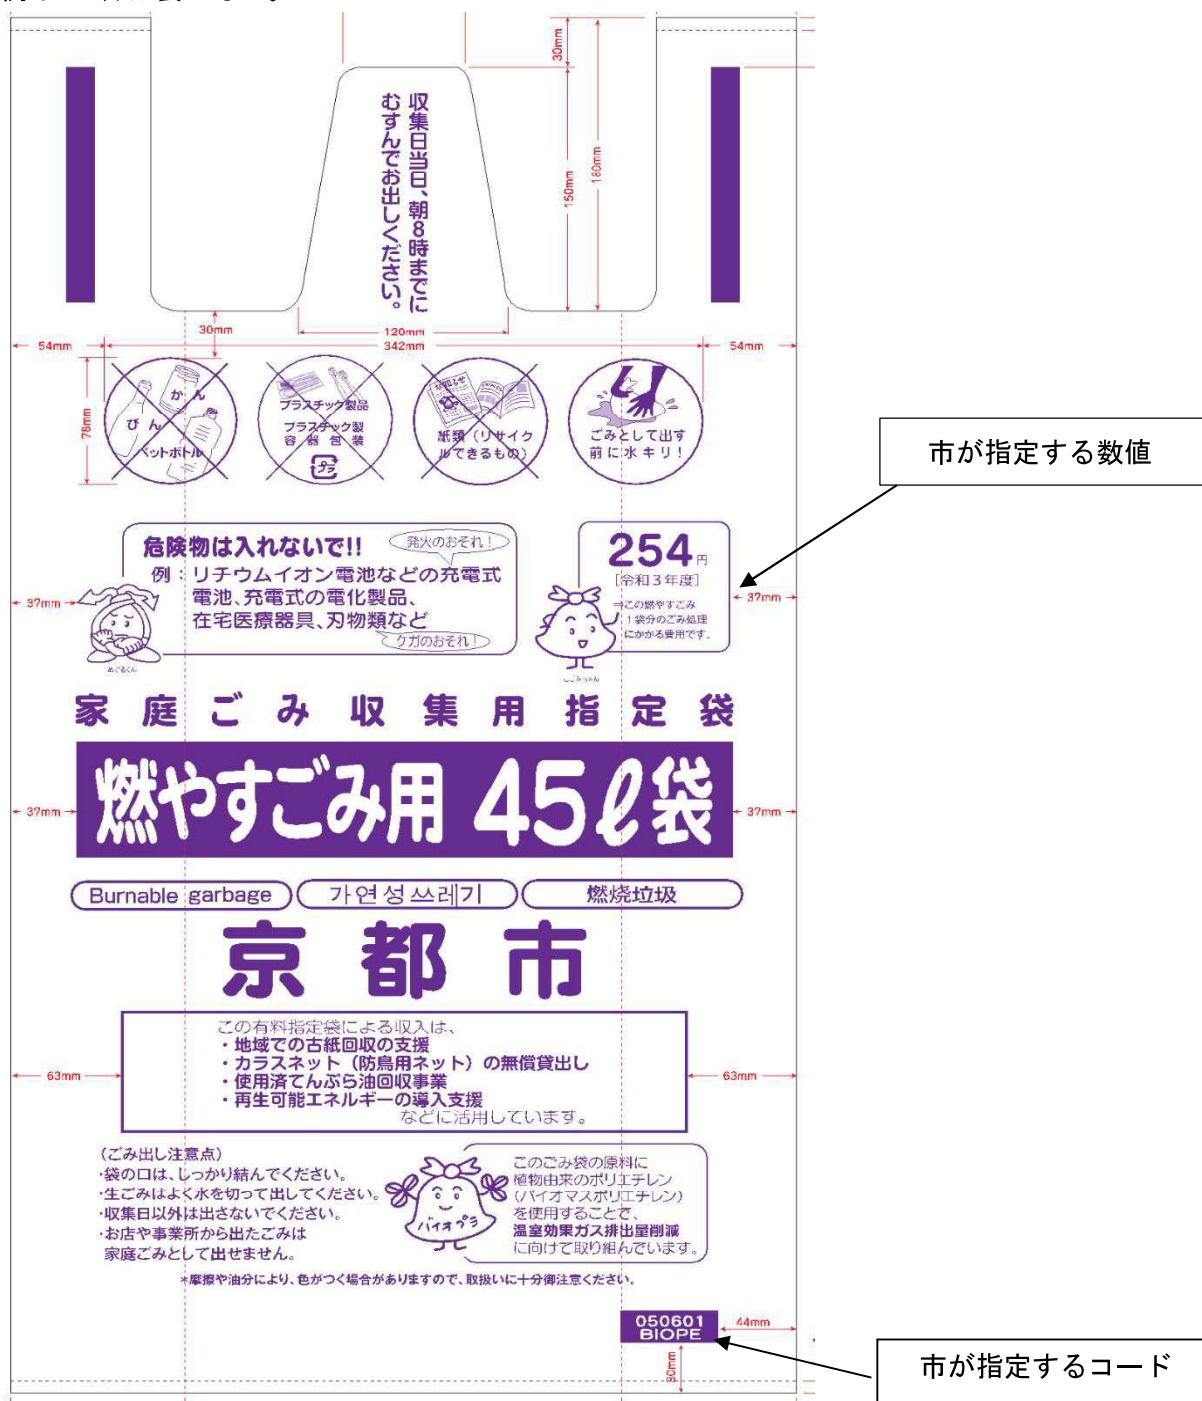 収集日当日、朝8時までに
むすんでお出しください。
30mm
150mm
180mm
30mm
120mm
54mm
342mm
54mm
78mm
かん
びん
ペットボトル
プラスチック製品
プラスチック製
容器包装
プラ
お知らせ
紙類（リサイク
ルできるもの）
ごみとして出す
前に水キリ！
市が指定する数値
危険物は入れないで!!
発火のおそれ！
例：リチウムイオン電池などの充電式
電池、充電式の電化製品、
在宅医療器具、刃物類など
ケガのおそれ！
めぐるくん
254円
［令和3年度］
⇒この燃やすごみ
1袋分のごみ処理
にかかる費用です。
こごみちゃん
37mm
37mm
家庭ごみ収集用指定袋
燃やすごみ用 45ℓ袋
37mm
37mm
Burnable garbage
가연성쓰레기
燃烧垃圾
京都市
この有料指定袋による収入は、
・地域での古紙回収の支援
・カラスネット（防鳥用ネット）の無償貸出し
・使用済てんぷら油回収事業
・再生可能エネルギーの導入支援
などに活用しています。
63mm
63mm
（ごみ出し注意点）
・袋の口は、しっかり結んでください。
・生ごみはよく水を切って出してください。
・収集日以外は出さないでください。
・お店や事業所から出たごみは
家庭ごみとして出せません。
バイオプラ
このごみ袋の原料に
植物由来のポリエチレン
（バイオマスポリエチレン）
を使用することで、
温室効果ガス排出量削減
に向けて取り組んでいます。
*摩擦や油分により、色がつく場合がありますので、取扱いに十分御注意ください。
050601
BIOPE
44mm
80mm
市が指定するコード